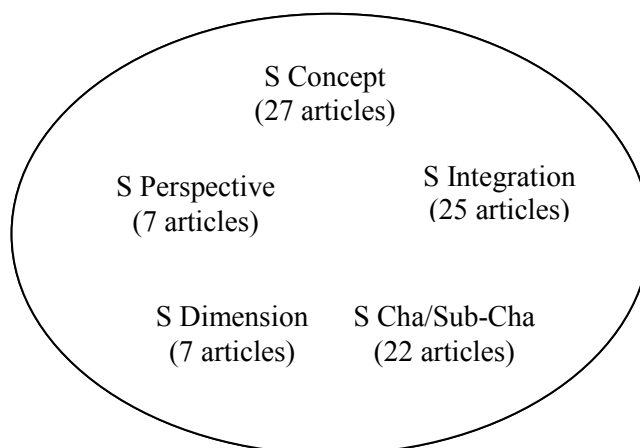 S Concept
(27 articles)
S Perspective
(7 articles)
S Integration
(25 articles)
S Dimension
(7 articles)
S Cha/Sub-Cha
(22 articles)